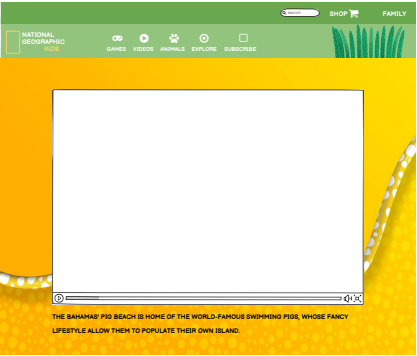 SHOP
FAMILY
NATIONAL
GEOGRAPHIC
KiDS
GAMES
VIDEOS
ANIMALS
EXPLORE
SUBSCRIBE
THE BAHAMAS' PIG BEACH IS HOME OF THE WORLD-FAMOUS SWIMMING PIGS, WHOSE FANCY
LIFESTYLE ALLOW THEM TO POPULATE THEIR OWN ISLAND.